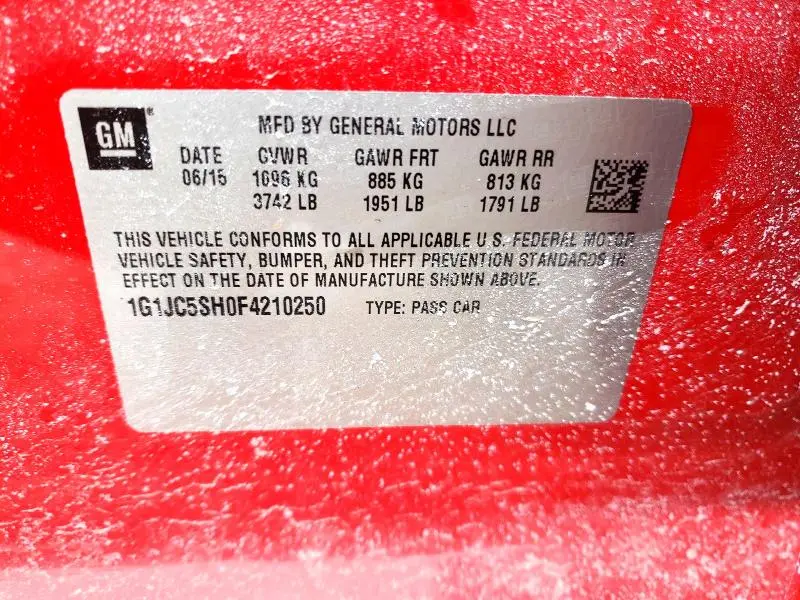 GM ® MFD BY GENERAL MOTORS LLC
DATE GVWR GAWR FRT GAWR RR
06/15 1696 KG 885 KG 813 KG
3742 LB 1951 LB 1791 LB
THIS VEHICLE CONFORMS TO ALL APPLICABLE U.S. FEDERAL MOTOR
VEHICLE SAFETY, BUMPER, AND THEFT PREVENTION STANDARDS IN
EFFECT ON THE DATE OF MANUFACTURE SHOWN ABOVE.
1G1JC5SH0F4210250 TYPE: PASS CAR